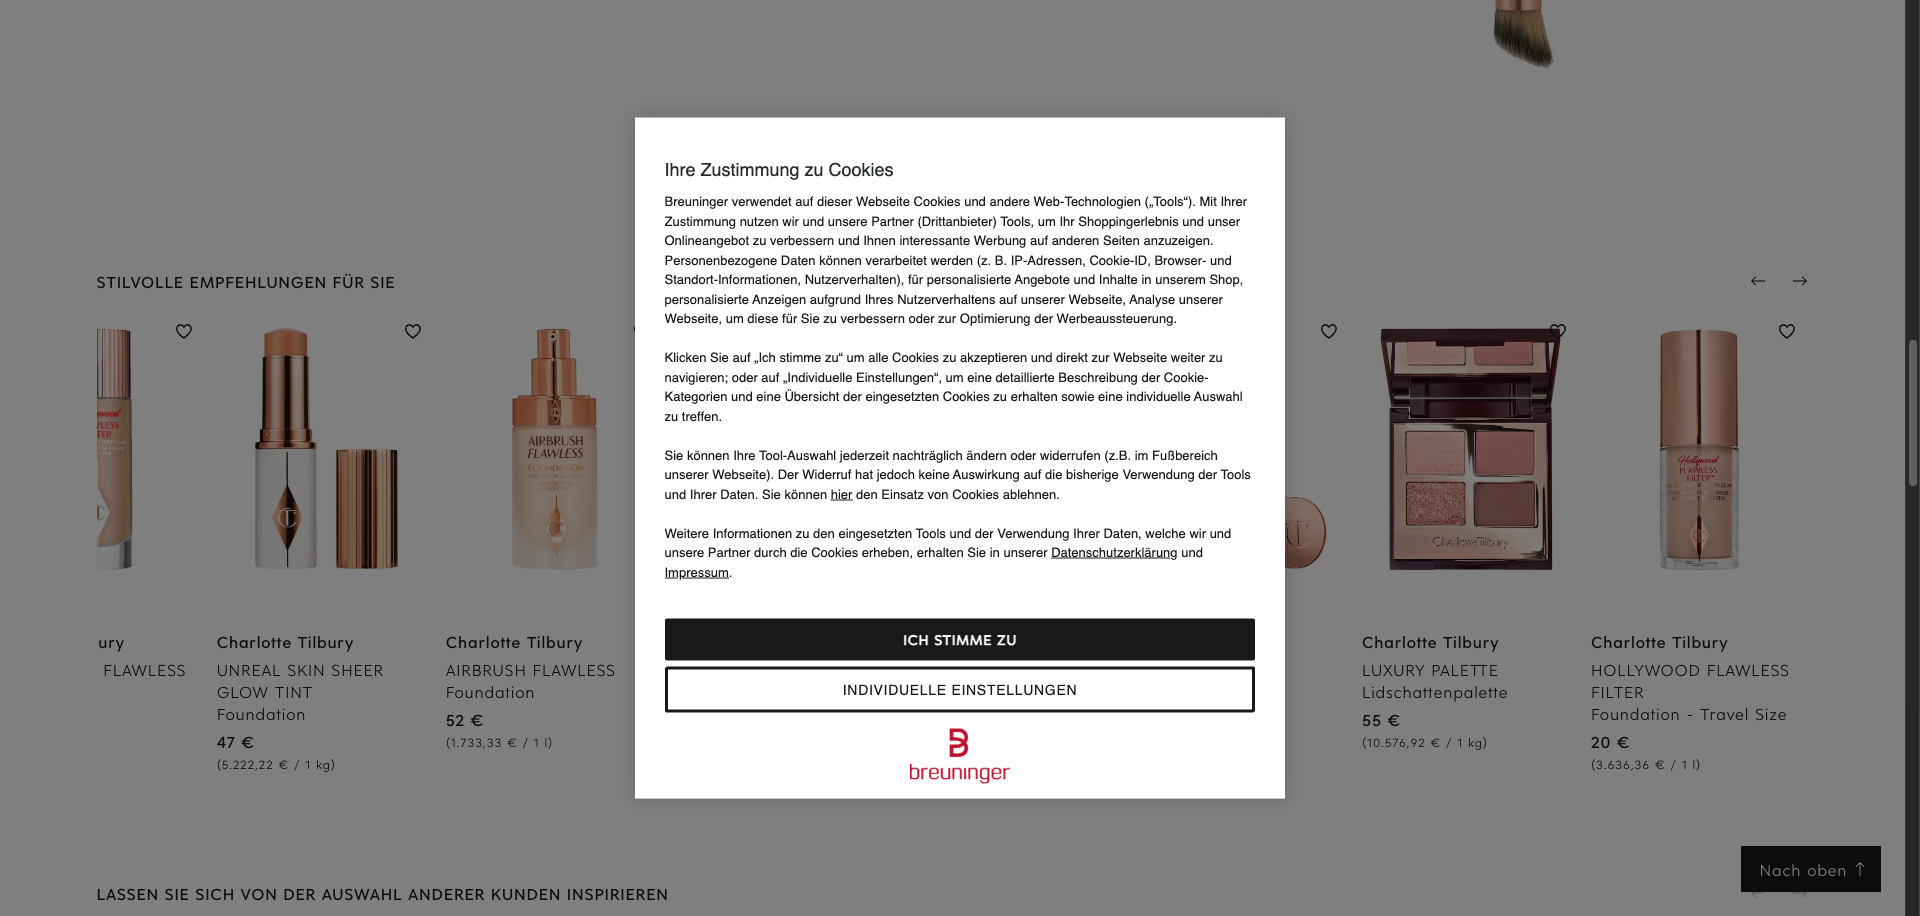 STILVOLLE EMPFEHLUNGEN FÜR SIE
Ihre Zustimmung zu Cookies
Breuninger verwendet auf dieser Webseite Cookies und andere Web-Technologien („Tools“). Mit Ihrer
Zustimmung nutzen wir und unsere Partner (Drittanbieter) Tools, um Ihr Shoppingerlebnis und unser
Onlineangebot zu verbessern und Ihnen interessante Werbung auf anderen Seiten anzuzeigen.
Personenbezogene Daten können verarbeitet werden (z. B. IP-Adressen, Cookie-ID, Browser- und
Standort-Informationen, Nutzerverhalten), für personalisierte Angebote und Inhalte in unserem Shop,
personalisierte Anzeigen aufgrund Ihres Nutzerverhaltens auf unserer Webseite, Analyse unserer
Webseite, um diese für Sie zu verbessern oder zur Optimierung der Werbeaussteuerung.
Klicken Sie auf „Ich stimme zu“ um alle Cookies zu akzeptieren und direkt zur Webseite weiter zu
navigieren; oder auf „Individuelle Einstellungen“, um eine detaillierte Beschreibung der Cookie-
Kategorien und eine Übersicht der eingesetzten Cookies zu erhalten sowie eine individuelle Auswahl
zu treffen.
Sie können Ihre Tool-Auswahl jederzeit nachträglich ändern oder widerrufen (z.B. im Fußbereich
unserer Webseite). Der Widerruf hat jedoch keine Auswirkung auf die bisherige Verwendung der Tools
und Ihrer Daten. Sie können hier den Einsatz von Cookies ablehnen.
Weitere Informationen zu den eingesetzten Tools und der Verwendung Ihrer Daten, welche wir und
unsere Partner durch die Cookies erheben, erhalten Sie in unserer Datenschutzerklärung und
Impressum.
ICH STIMME ZU
INDIVIDUELLE EINSTELLUNGEN
breuninger
AIRBRUSH
FLAWLESS
FOUNDATION
Charlotte Tilbury
Hollywood
FLAWLESS
FILTER
ury
FLAWLESS
Charlotte Tilbury
UNREAL SKIN SHEER
GLOW TINT
Foundation
47 €
(5.222,22 € / 1 kg)
Charlotte Tilbury
AIRBRUSH FLAWLESS
Foundation
52 €
(1.733,33 € / 1 l)
Charlotte Tilbury
LUXURY PALETTE
Lidschattenpalette
55 €
(10.576,92 € / 1 kg)
Charlotte Tilbury
HOLLYWOOD FLAWLESS
FILTER
Foundation - Travel Size
20 €
(3.636,36 € / 1 l)
Nach oben
LASSEN SIE SICH VON DER AUSWAHL ANDERER KUNDEN INSPIRIEREN